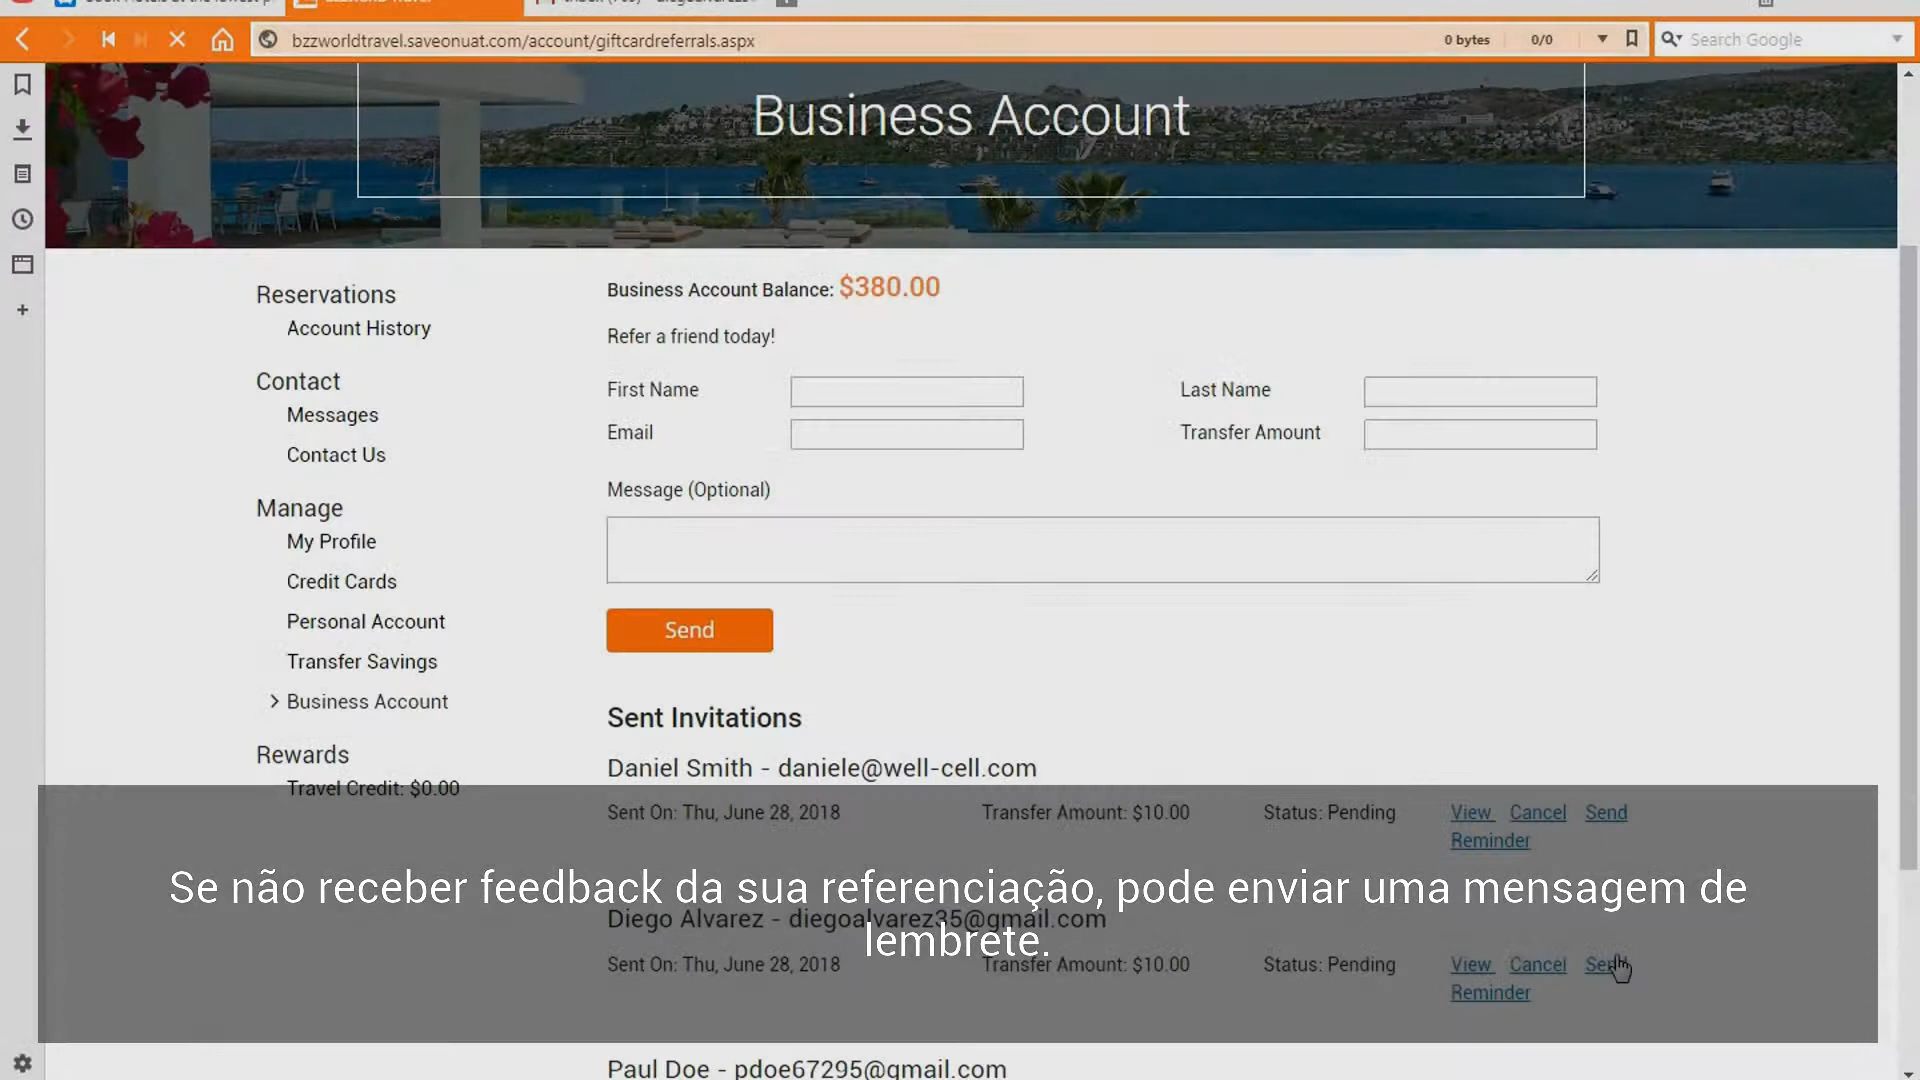 bzzworldtravel.saveonuat.com/account/giftcardreferrals.aspx
0 bytes
0/0
Search Google
Business Account
Reservations
Account History
Contact
Messages
Contact Us
Manage
My Profile
Credit Cards
Personal Account
Transfer Savings
Business Account
Rewards
Travel Credit: $0.00
Business Account Balance: $380.00
Refer a friend today!
First Name
Last Name
Email
Transfer Amount
Message (Optional)
Send
Sent Invitations
Daniel Smith - daniele@well-cell.com
Sent On: Thu, June 28, 2018 Transfer Amount: $10.00 Status: Pending View Cancel Send
Reminder
Diego Alvarez - diegoalvarez35@gmail.com
Sent On: Thu, June 28, 2018 Transfer Amount: $10.00 Status: Pending View Cancel Send
Reminder
Paul Doe - pdoe67295@gmail.com
Se não receber feedback da sua referenciação, pode enviar uma mensagem de
lembrete.